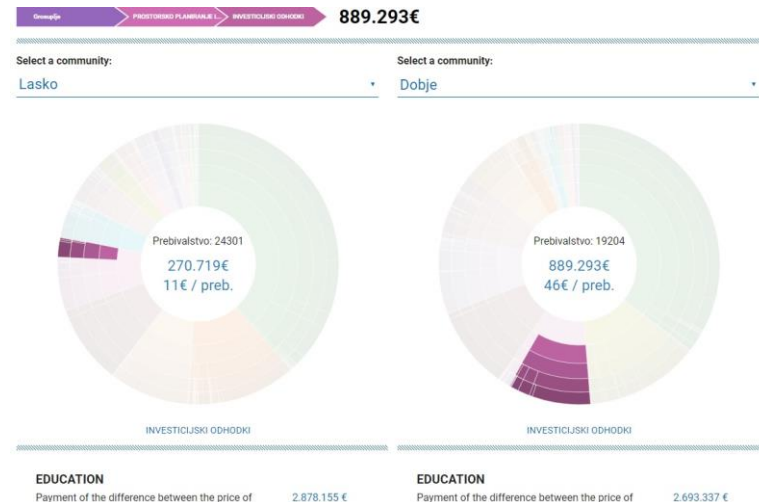 Grosuplje PROSTORSKO PLANIRANJE I... INVESTICIJSKI ODHODKI 889.293€
Select a community: Select a community:
Lasko Dobje
Prebivalstvo: 24301 Prebivalstvo: 19204
270.719€ 889.293€
11€ / preb. 46€ / preb.
INVESTICIJSKI ODHODKI INVESTICIJSKI ODHODKI
EDUCATION EDUCATION
Payment of the difference between the price of 2.878.155 € Payment of the difference between the price of 2.693.337 €